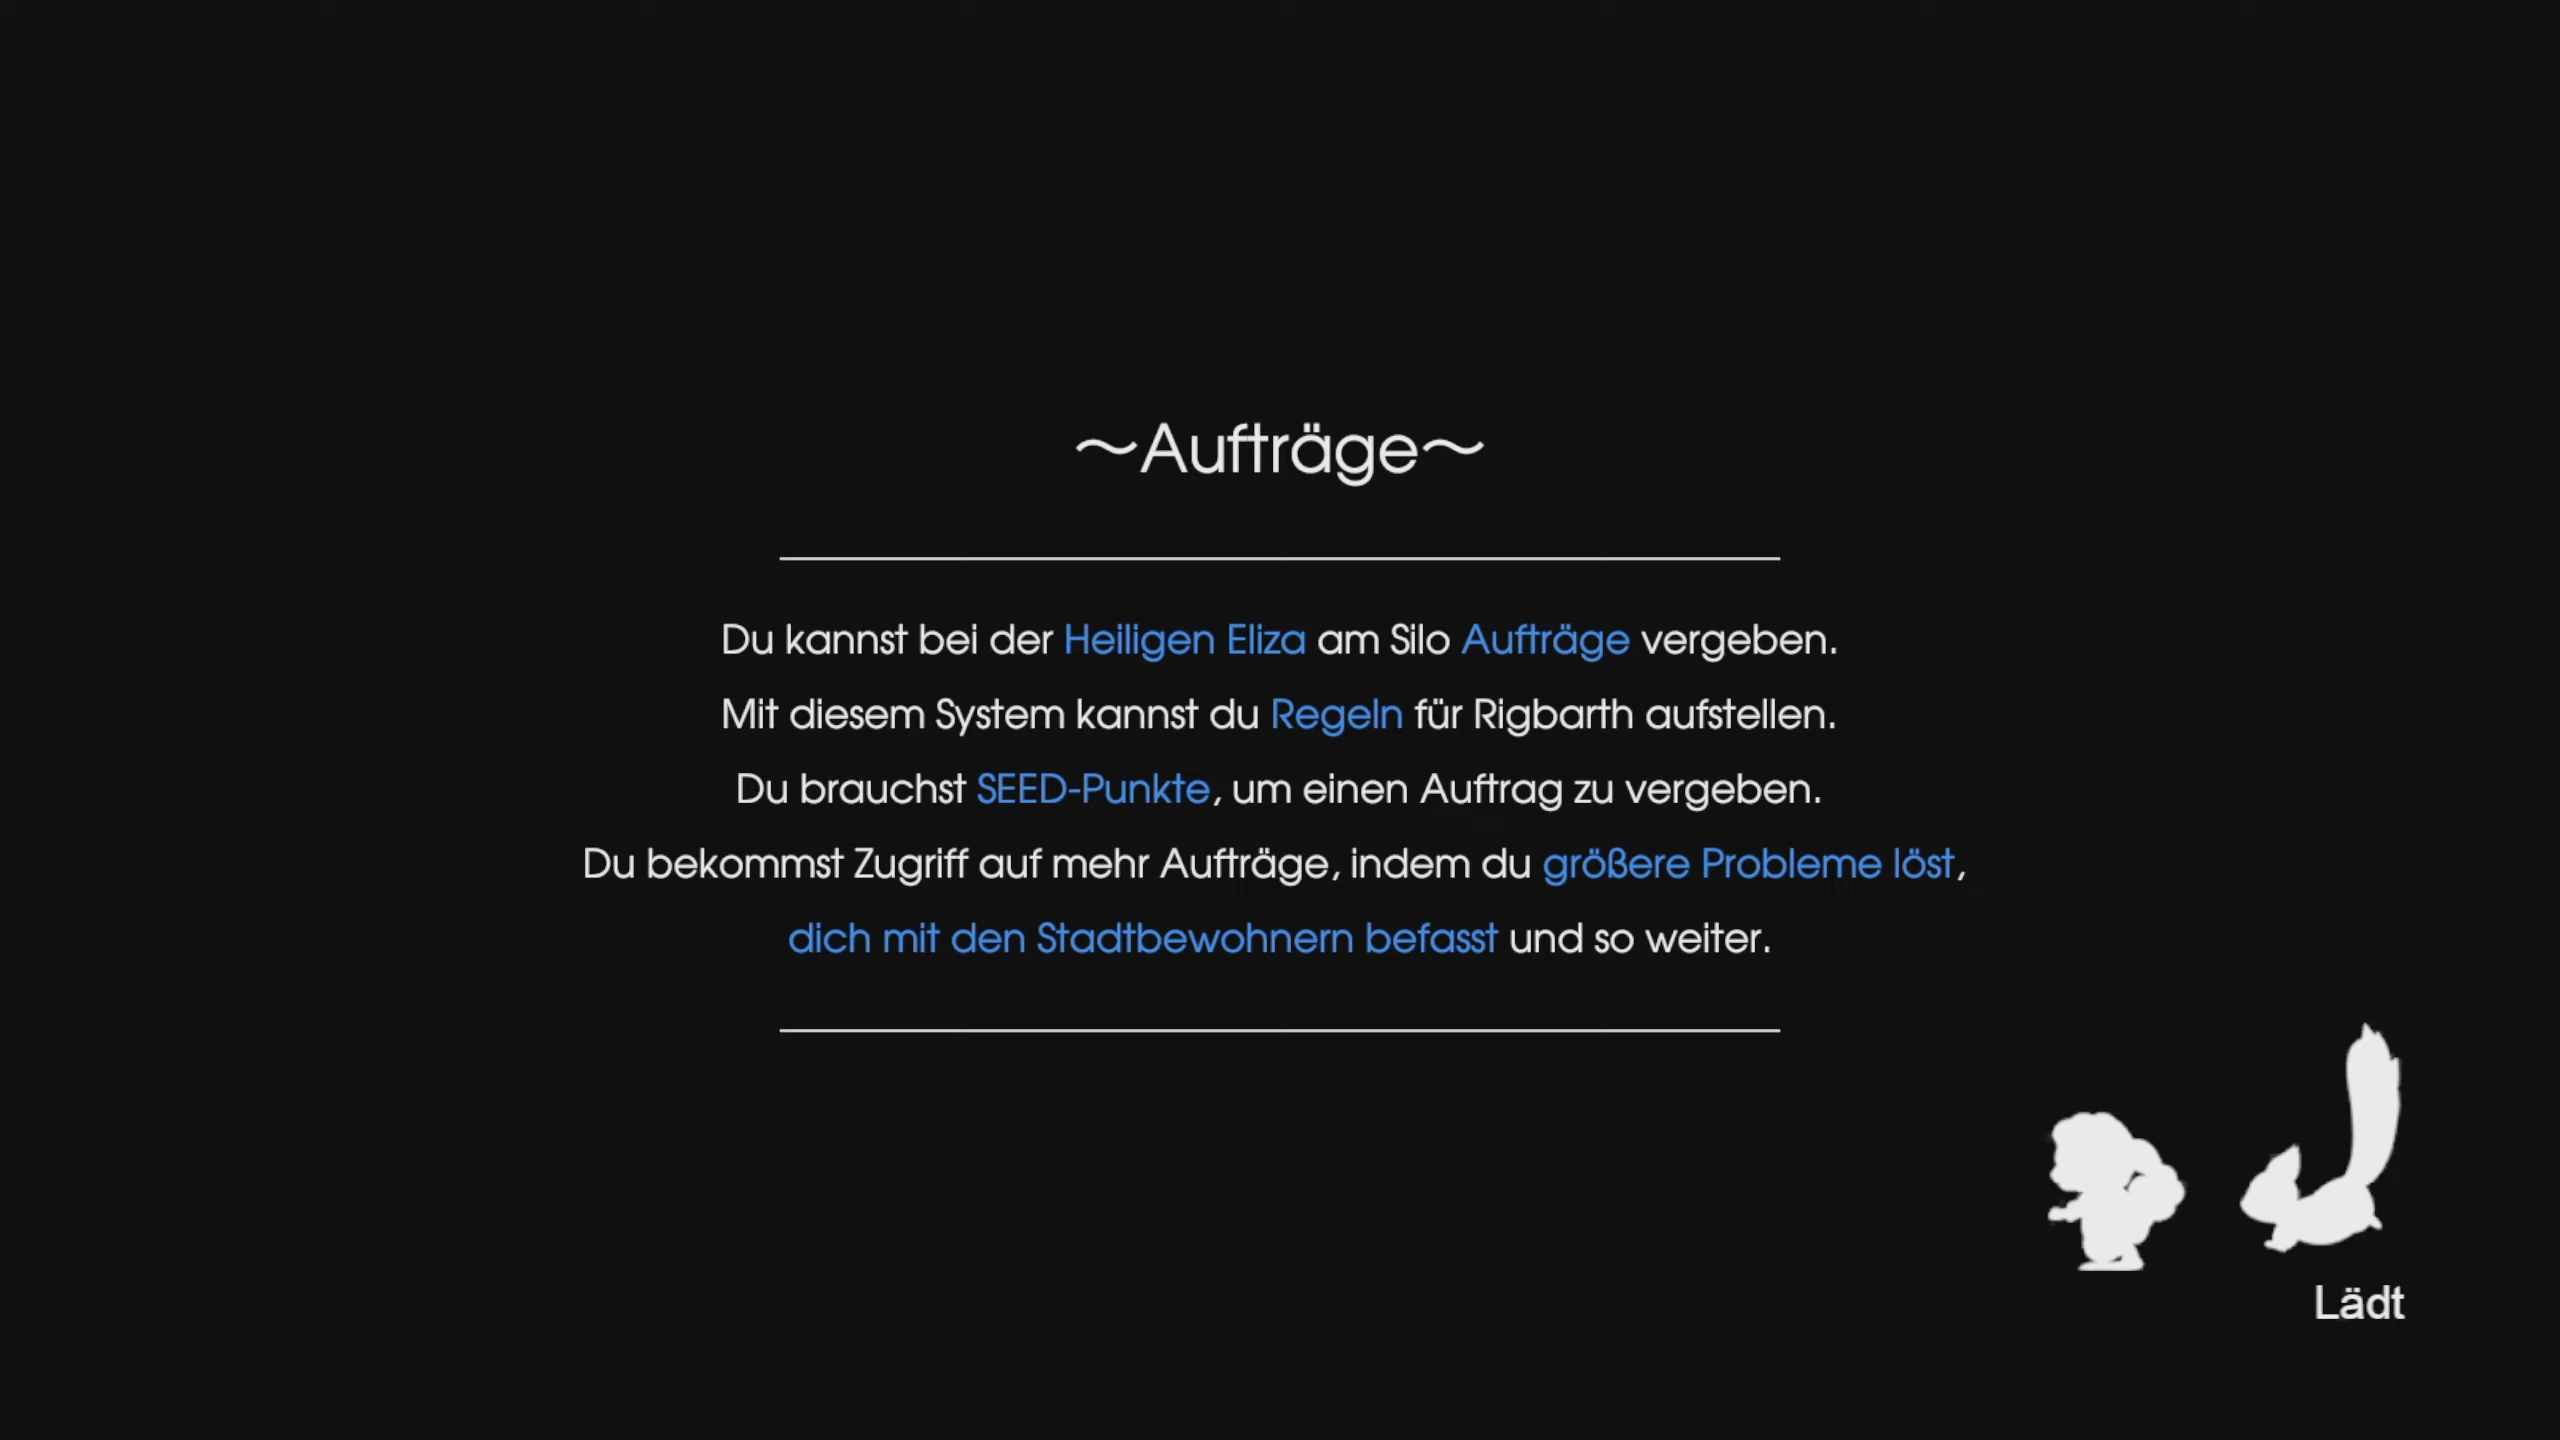 ～Aufträge～
Du kannst bei der Heiligen Eliza am Silo Aufträge vergeben.
Mit diesem System kannst du Regeln für Rigbarth aufstellen.
Du brauchst SEED-Punkte, um einen Auftrag zu vergeben.
Du bekommst Zugriff auf mehr Aufträge, indem du größere Probleme löst,
dich mit den Stadtbewohnern befasst und so weiter.
Lädt